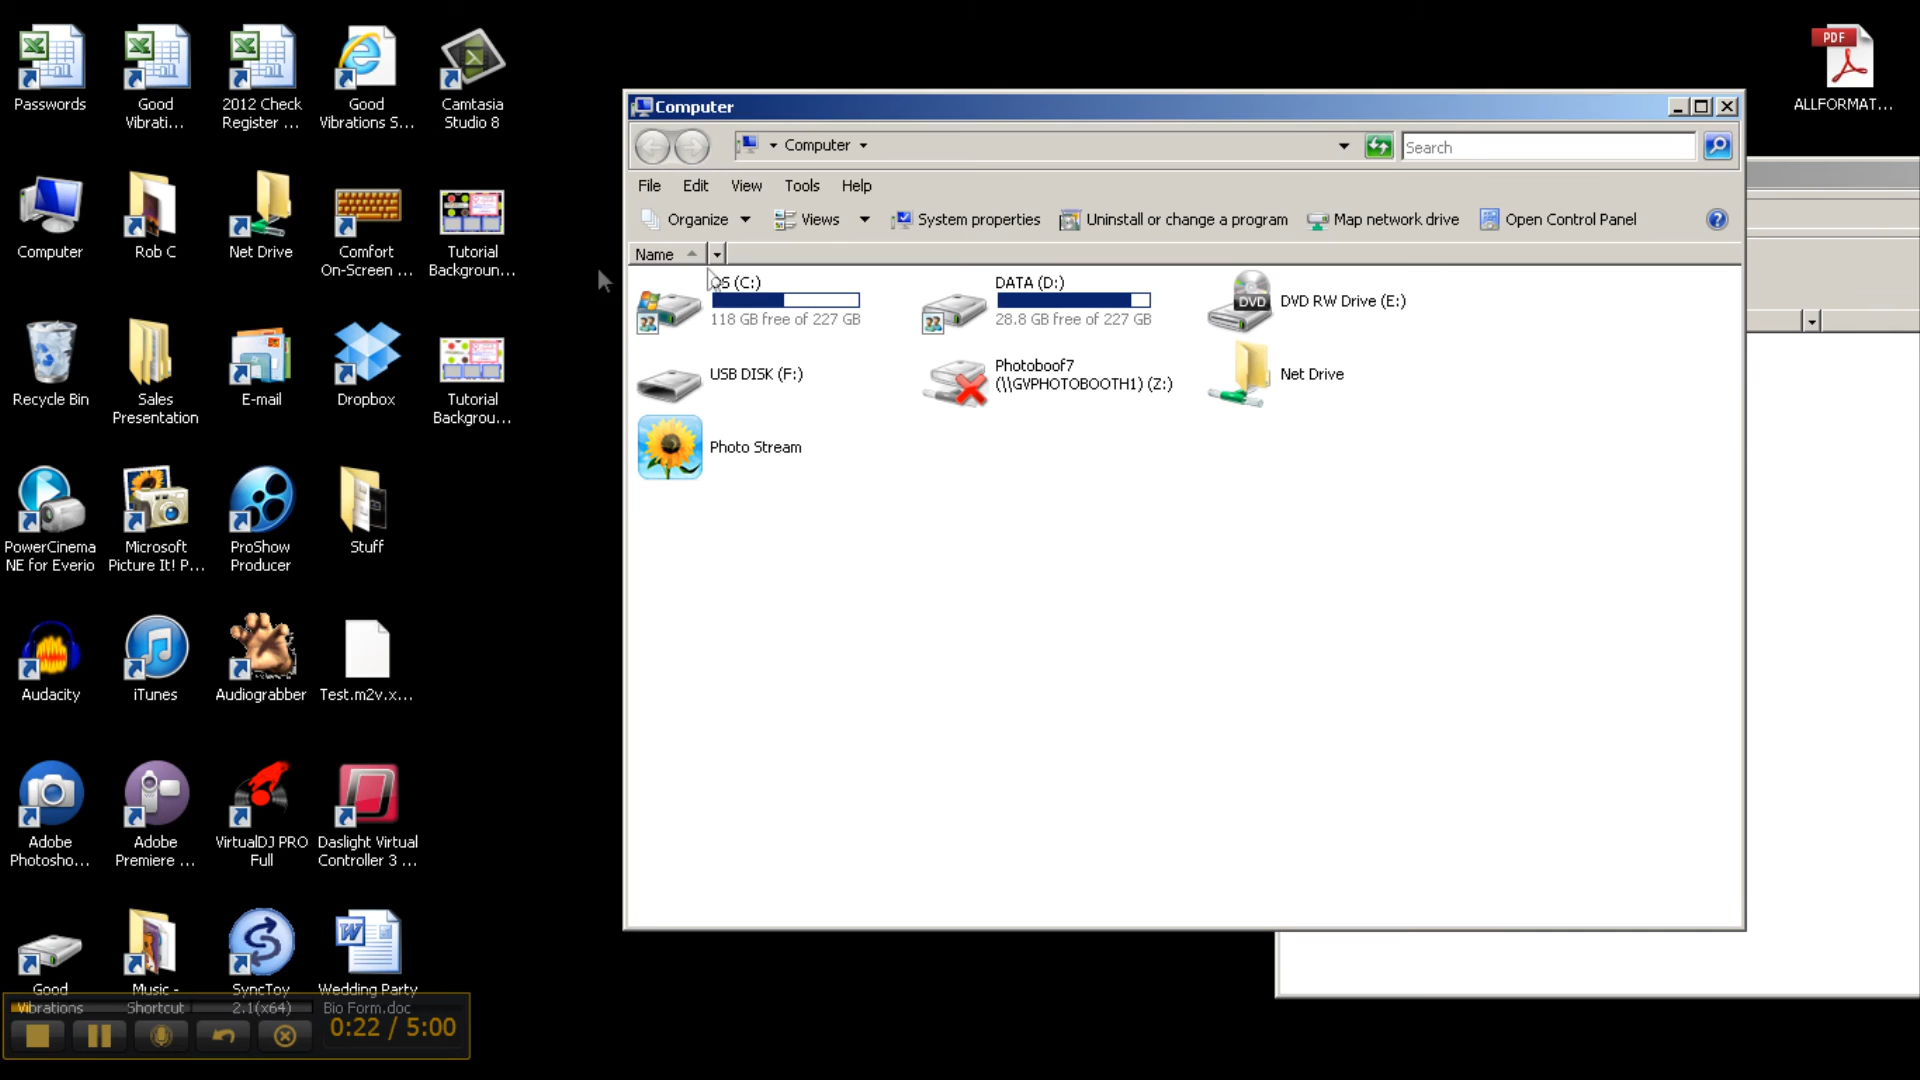 Passwords
Good
Vibrati...
2012 Check
Register ...
Good
Vibrations S...
Camtasia
Studio 8
PDF
ALLFORMAT...
Computer
Rob C
Net Drive
Comfort
On-Screen ...
Tutorial
Backgroun...
Recycle Bin
Sales
Presentation
E-mail
Dropbox
Tutorial
Backgrou...
PowerCinema
NE for Everio
Microsoft
Picture It! P...
ProShow
Producer
Stuff
Audacity
iTunes
Audiograbber
Test.m2v.x...
Adobe
Photosho...
Adobe
Premiere ...
VirtualDJ PRO
Full
Daslight Virtual
Controller 3 ...
Good
Vibrations
Music -
Shortcut
SyncToy
2.1(x64)
Wedding Party
Bio Form.doc
0:22 / 5:00
Computer
Computer
Search
File Edit View Tools Help
Organize Views System properties Uninstall or change a program Map network drive Open Control Panel
Name
OS (C:)
118 GB free of 227 GB
DATA (D:)
28.8 GB free of 227 GB
DVD
DVD RW Drive (E:)
USB DISK (F:)
Photoboof7
(\\GVPHOTOBOOTH1) (Z:)
Net Drive
Photo Stream